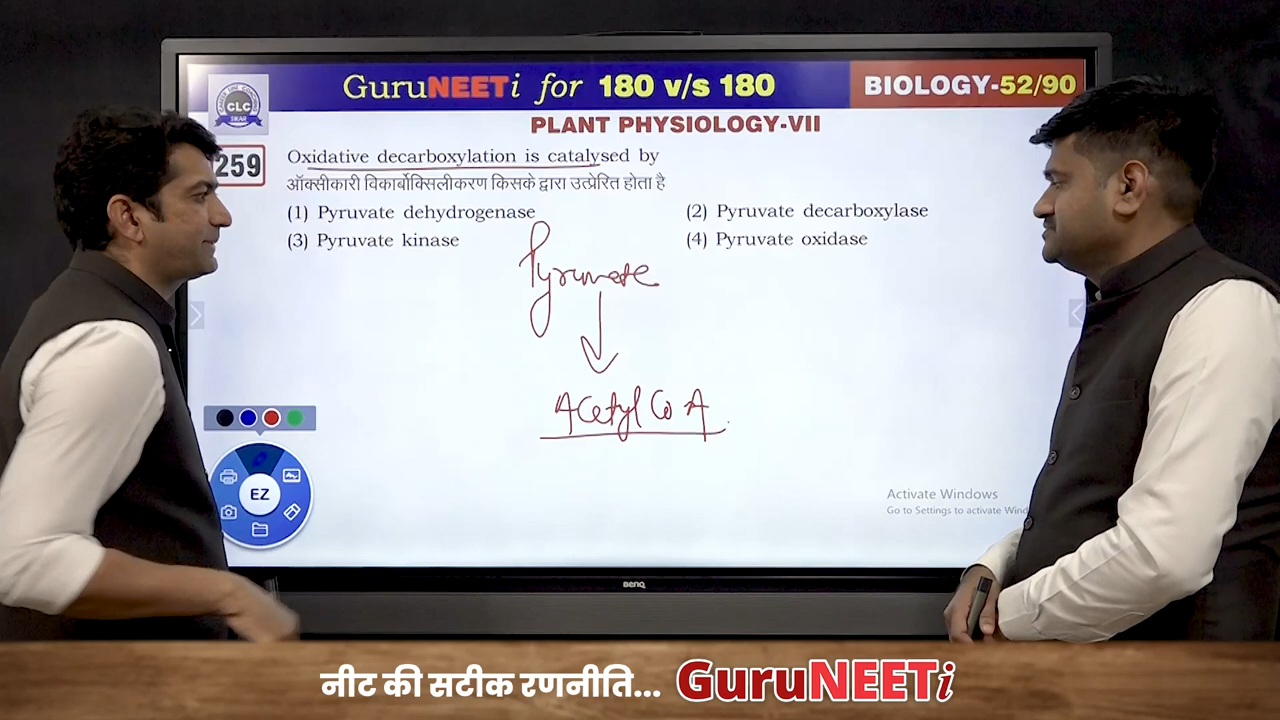 GuruNEETi for 180 v/s 180
BIOLOGY-52/90
CLC
SIKAR
PLANT PHYSIOLOGY-VII
259
Oxidative decarboxylation is catalysed by
ऑक्सीकारी विकार्बोक्सिलीकरण किसके द्वारा उत्प्रेरित होता है
(1) Pyruvate dehydrogenase
(2) Pyruvate decarboxylase
(3) Pyruvate kinase
(4) Pyruvate oxidase
Pyruvate
Acetyl Co A
EZ
Activate Windows
Go to Settings to activate Wind
BenQ
नीट की सटीक रणनीति... GuruNEETi